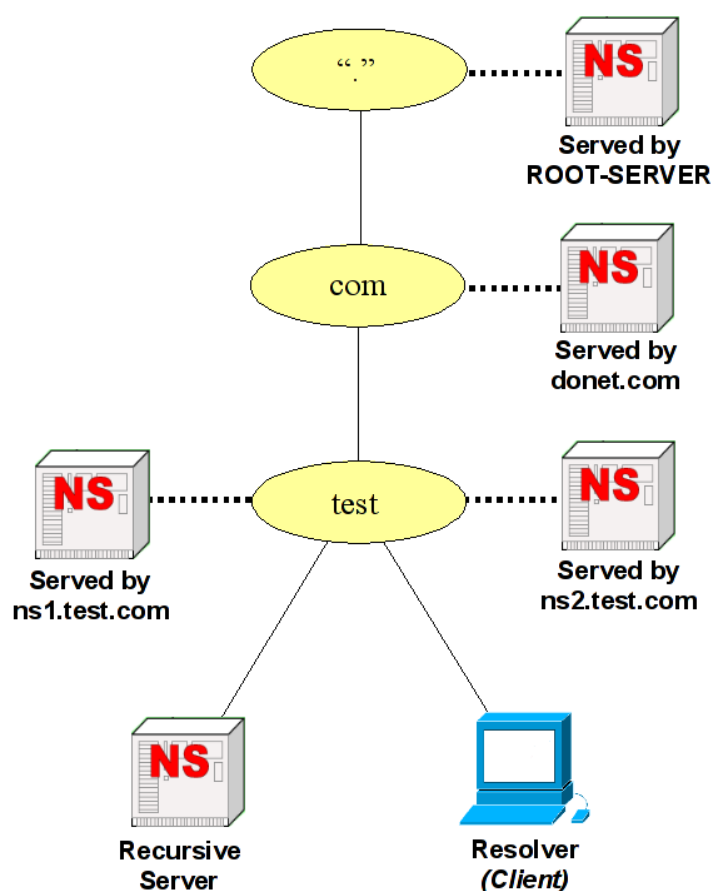 “.”
NS
Served by
ROOT-SERVER
com
NS
Served by
donet.com
NS
Served by
ns1.test.com
test
NS
Served by
ns2.test.com
NS
Recursive
Server
Resolver
(Client)